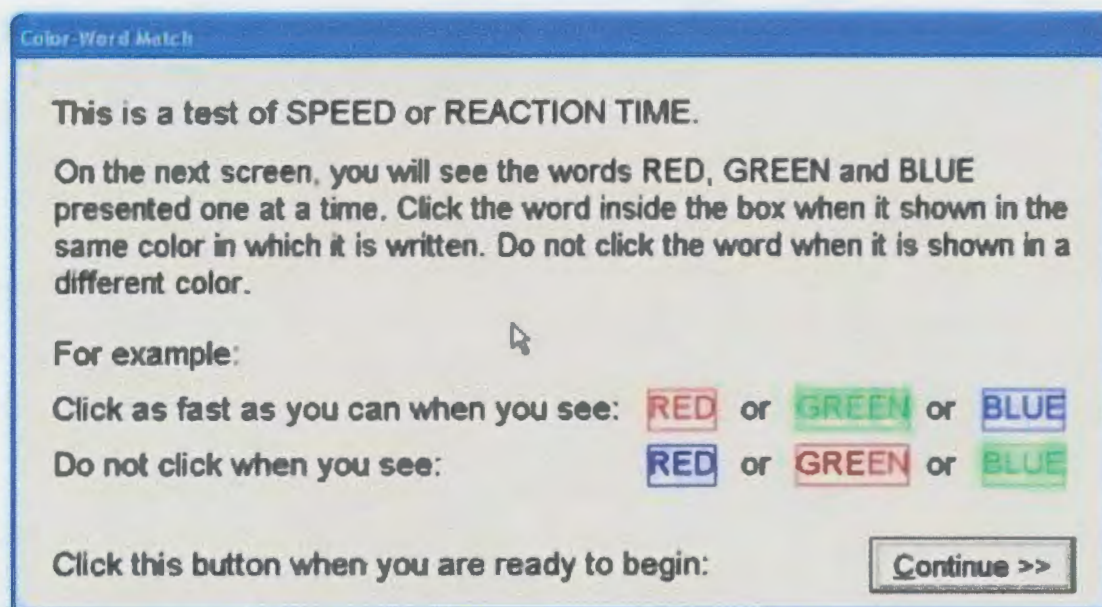 Color-Word Match
This is a test of SPEED or REACTION TIME.
On the next screen, you will see the words RED, GREEN and BLUE
presented one at a time. Click the word inside the box when it shown in the
same color in which it is written. Do not click the word when it is shown in a
different color.
For example:
Click as fast as you can when you see: RED or GREEN or BLUE
Do not click when you see: RED or GREEN or BLUE
Click this button when you are ready to begin: Continue >>